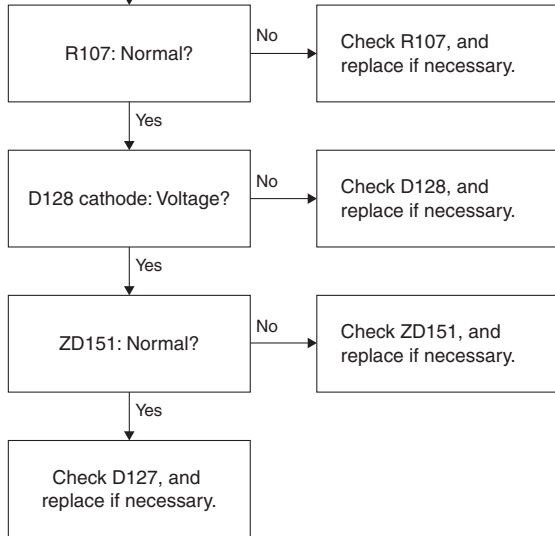 R107: Normal?
No
Check R107, and
replace if necessary.
Yes
D128 cathode: Voltage?
No
Check D128, and
replace if necessary.
Yes
ZD151: Normal?
No
Check ZD151, and
replace if necessary.
Yes
Check D127, and
replace if necessary.